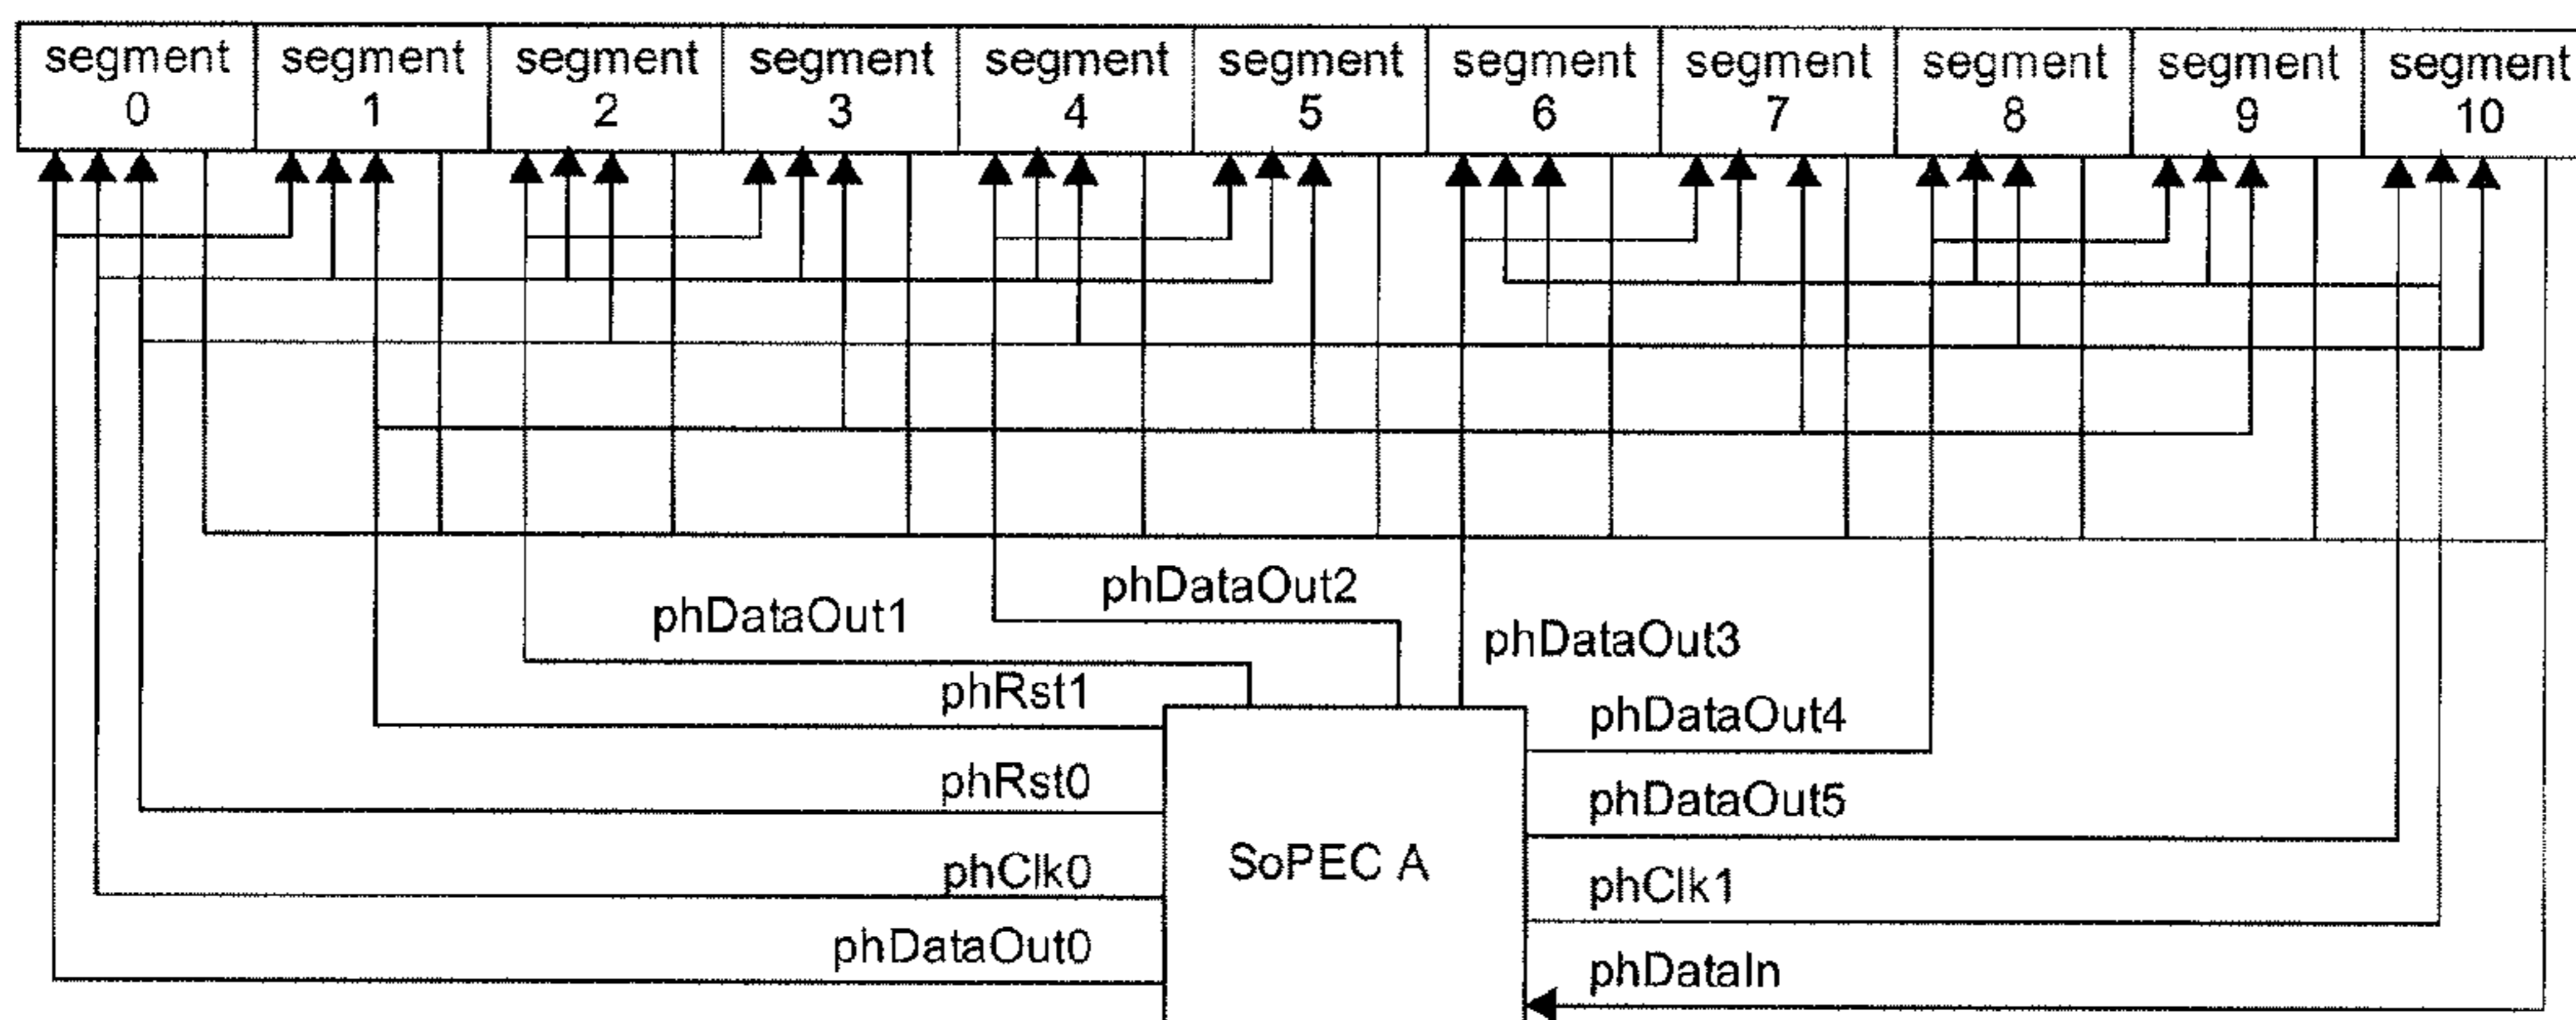 segment 0
segment 1
segment 2
segment 3
segment 4
segment 5
segment 6
segment 7
segment 8
segment 9
segment 10
phDataOut2
phDataOut1
phDataOut3
phRst1
phDataOut4
phRst0
phDataOut5
SoPEC A
phClk0
phClk1
phDataOut0
phDataIn